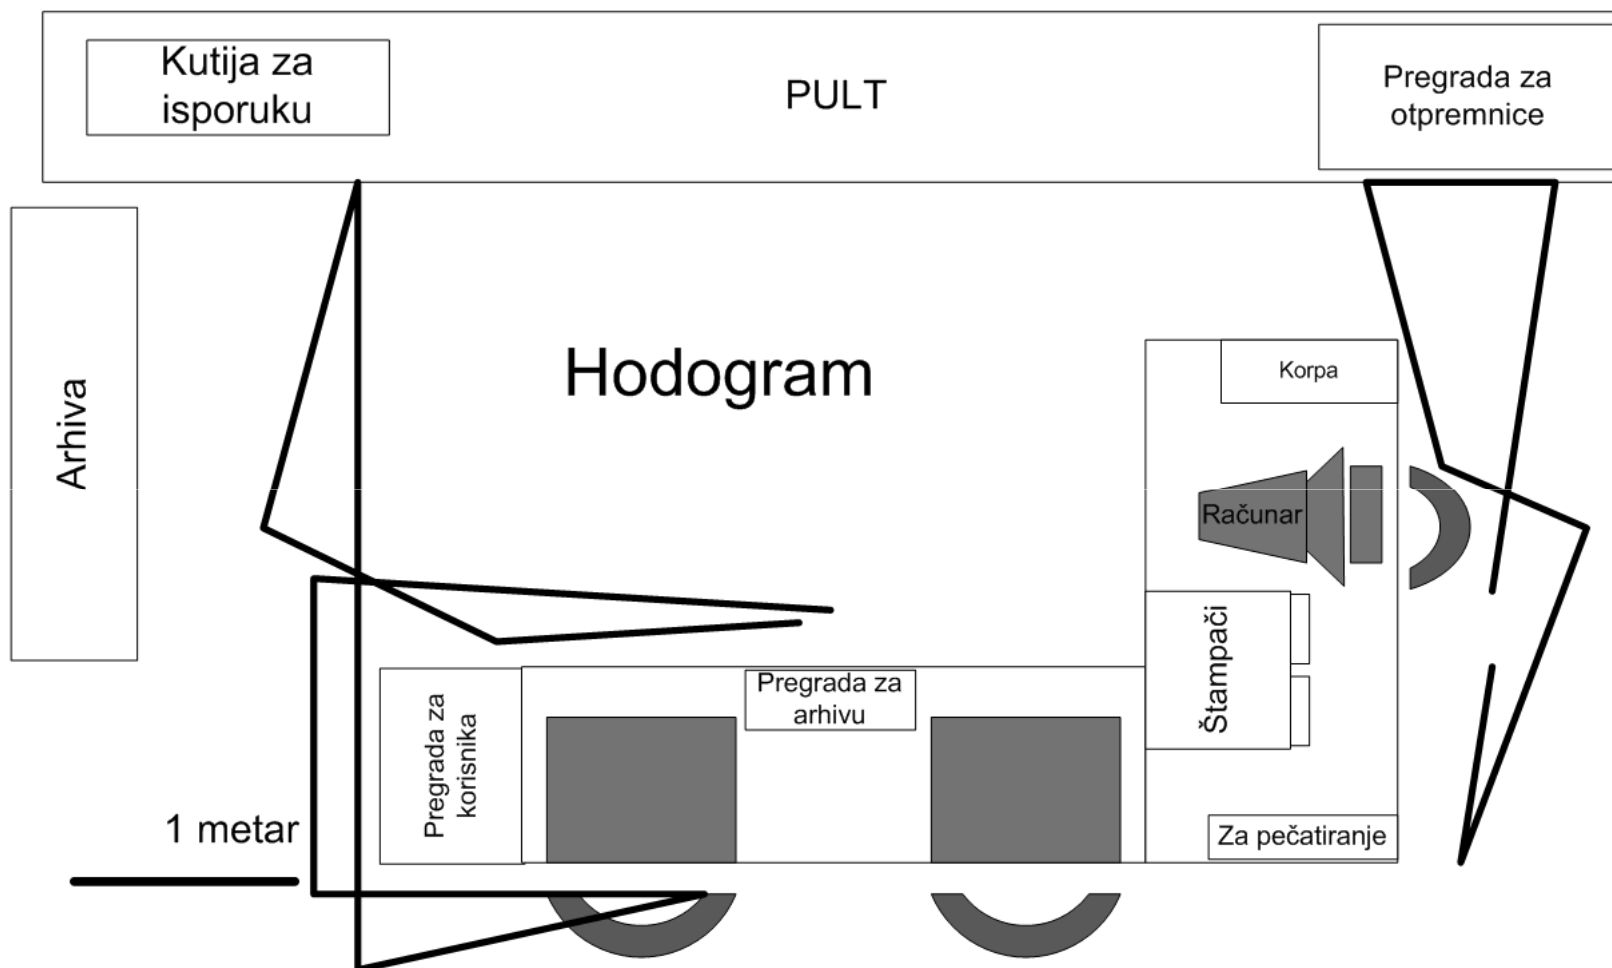 Kutija za
isporuku
PULT
Pregrada za
otpremnice
Arhiva
Hodogram
Korpa
Računar
Štampači
Pregrada za
arhivu
Pregrada za
korisnika
1 metar
Za pečatiranje